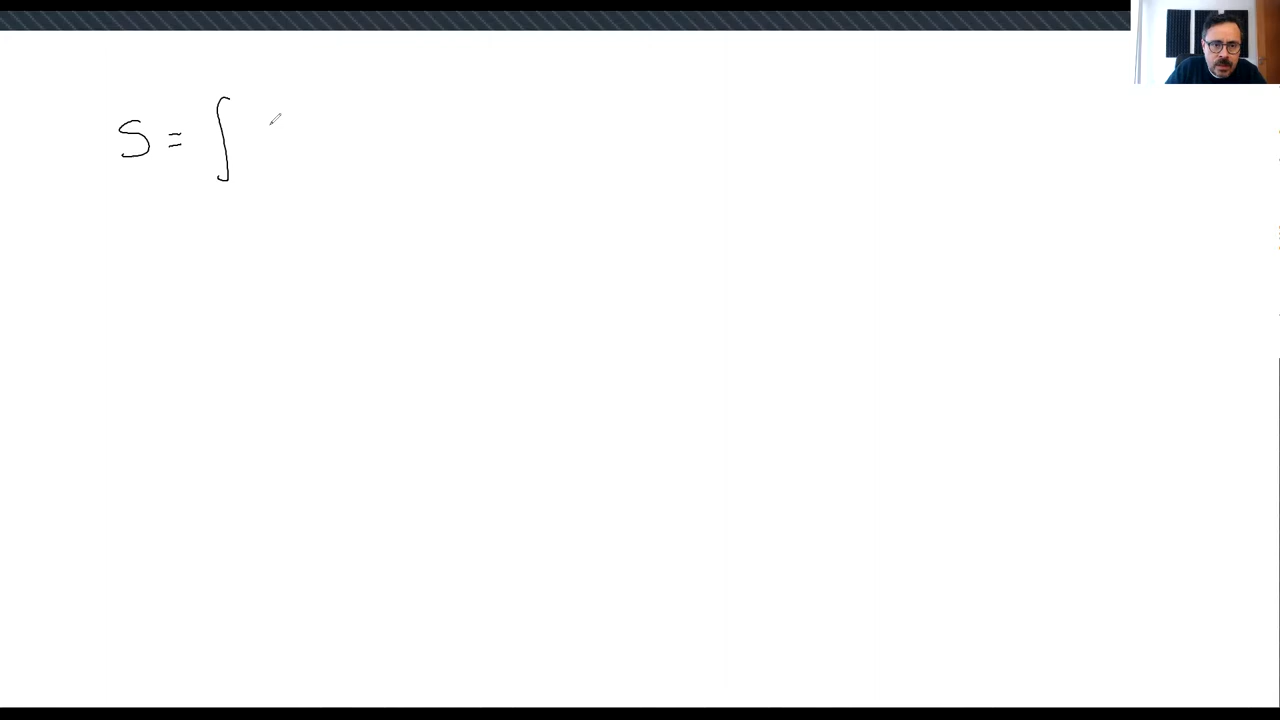 S = ∫